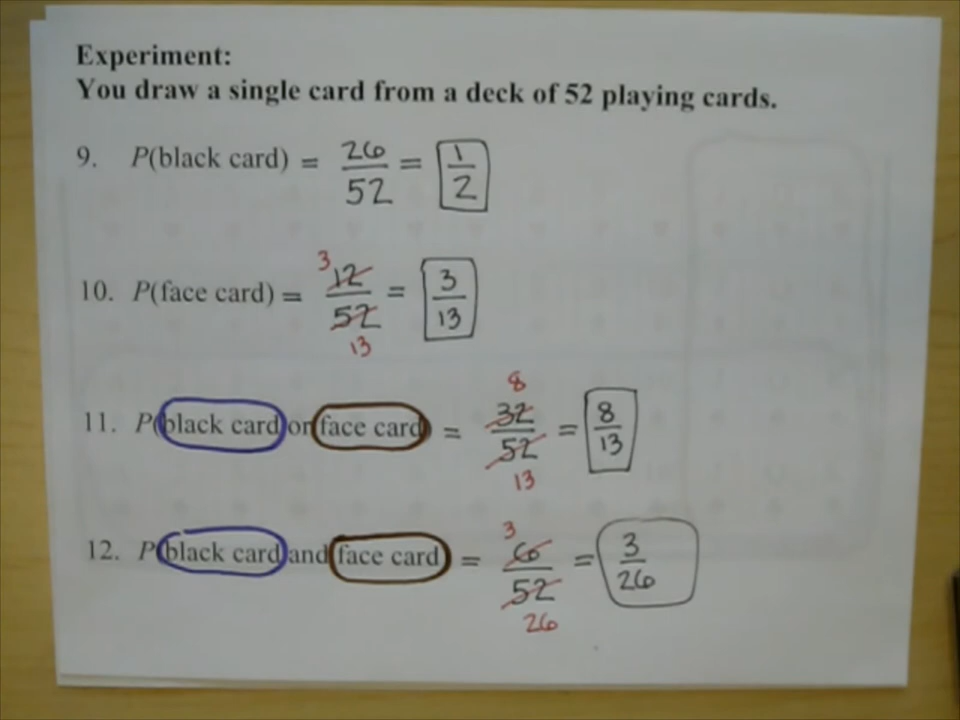 Experiment:
You draw a single card from a deck of 52 playing cards.
9. P(black card) = 26/52 = 1/2
3
10. P(face card) = 12/52 = 3/13
13
8
11. P(black card or face card) = 32/52 = 8/13
13
3
12. P(black card and face card) = 6/52 = 3/26
26